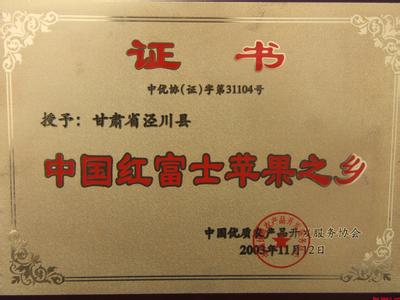 证书
中优协(证)字第31104号
授予：甘肃省泾川县
中国红富士苹果之乡
中国优质农产品开发服务协会
2003年11月12日